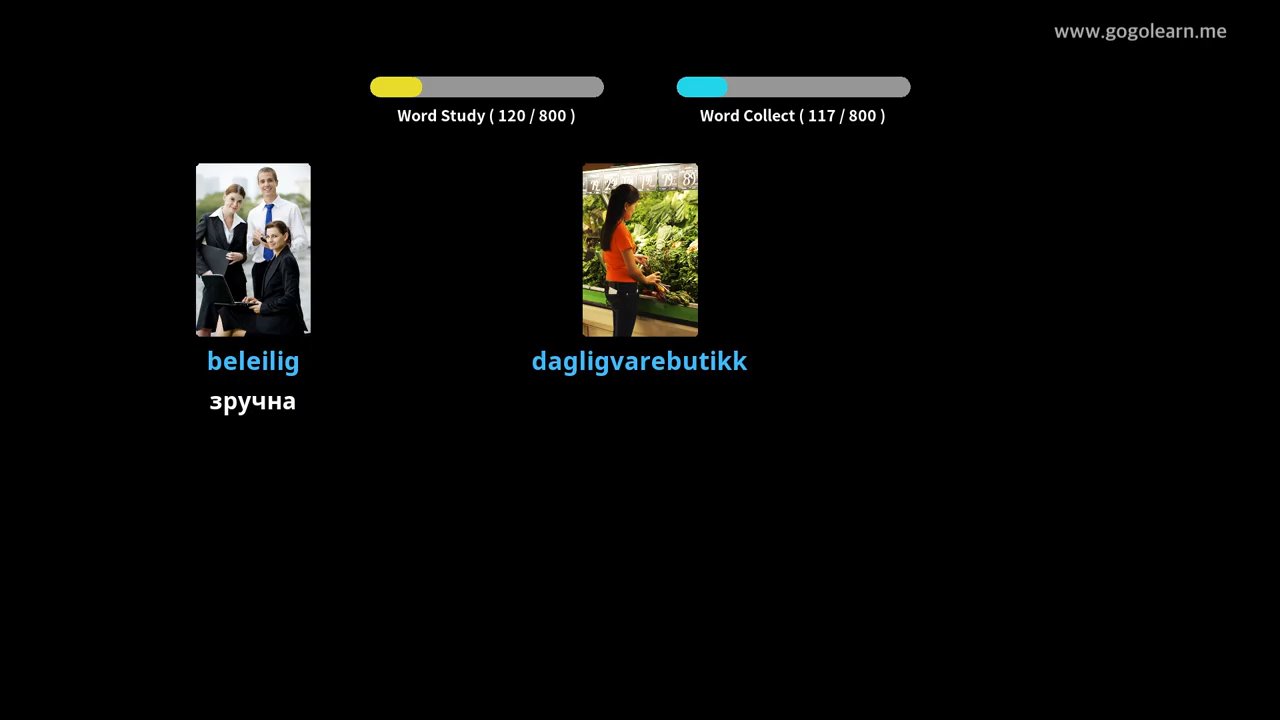 www.gogolearn.me
Word Study ( 120 / 800 )
Word Collect ( 117 / 800 )
beleilig
зручна
dagligvarebutikk